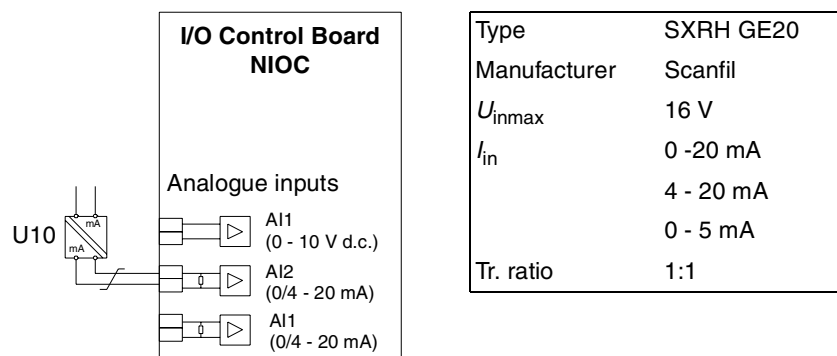 I/O Control Board
NIOC
Analogue inputs
U10
mA
mA
AI1
(0 - 10 V d.c.)
AI2
(0/4 - 20 mA)
AI1
(0/4 - 20 mA)
Type SXRH GE20
Manufacturer Scanfil
Uinmax 16 V
Iin 0 -20 mA
4 - 20 mA
0 - 5 mA
Tr. ratio 1:1